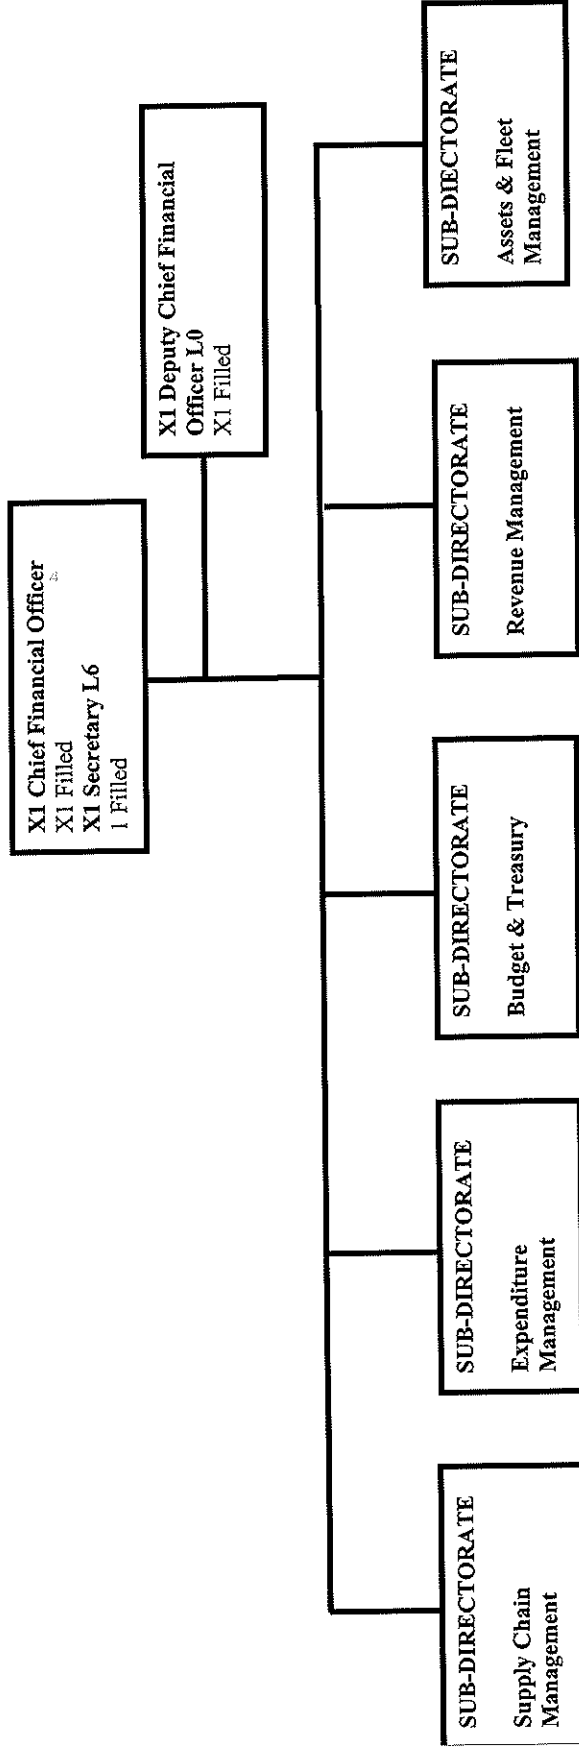 X1 Chief Financial Officer
X1 Filled
X1 Secretary L6
1 Filled
X1 Deputy Chief Financial
Officer L0
X1 Filled
SUB-DIRECTORATE
Supply Chain
Management
SUB-DIRECTORATE
Expenditure
Management
SUB-DIRECTORATE
Budget & Treasury
SUB-DIRECTORATE
Revenue Management
SUB-DIECTORATE
Assets & Fleet
Management